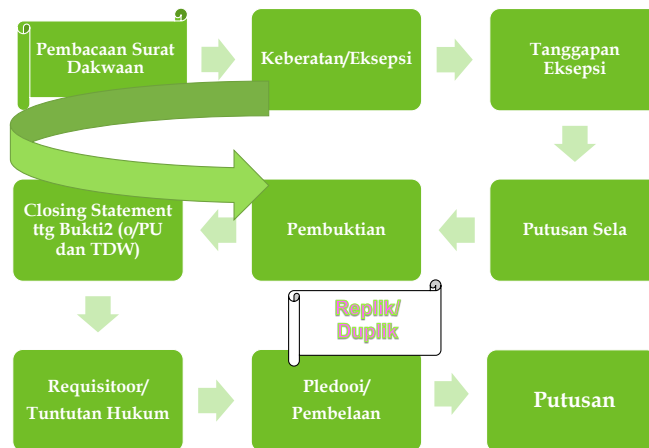 Pembacaan Surat
Dakwaan
Keberatan/Eksepsi
Tanggapan
Eksepsi
Putusan Sela
Pembuktian
Closing Statement
ttg Bukti2 (o/PU
dan TDW)
Requisitoor/
Tuntutan Hukum
Replik/
Duplik
Pledooi/
Pembelaan
Putusan